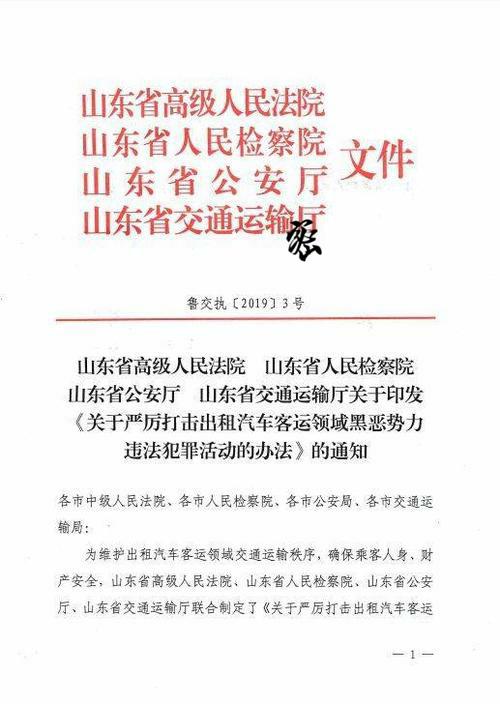 山东省高级人民法院
山东省人民检察院
山东省公安厅
山东省交通运输厅
文件
鲁交执〔2019〕3号
山东省高级人民法院　山东省人民检察院
山东省公安厅　山东省交通运输厅关于印发
《关于严厉打击出租汽车客运领域黑恶势力
违法犯罪活动的办法》的通知
各市中级人民法院、各市人民检察院、各市公安局、各市交通运
输局：
为维护出租汽车客运领域交通运输秩序，确保乘客人身、财
产安全，山东省高级人民法院、山东省人民检察院、山东省公安
厅、山东省交通运输厅联合制定了《关于严厉打击出租汽车客运
— 1 —